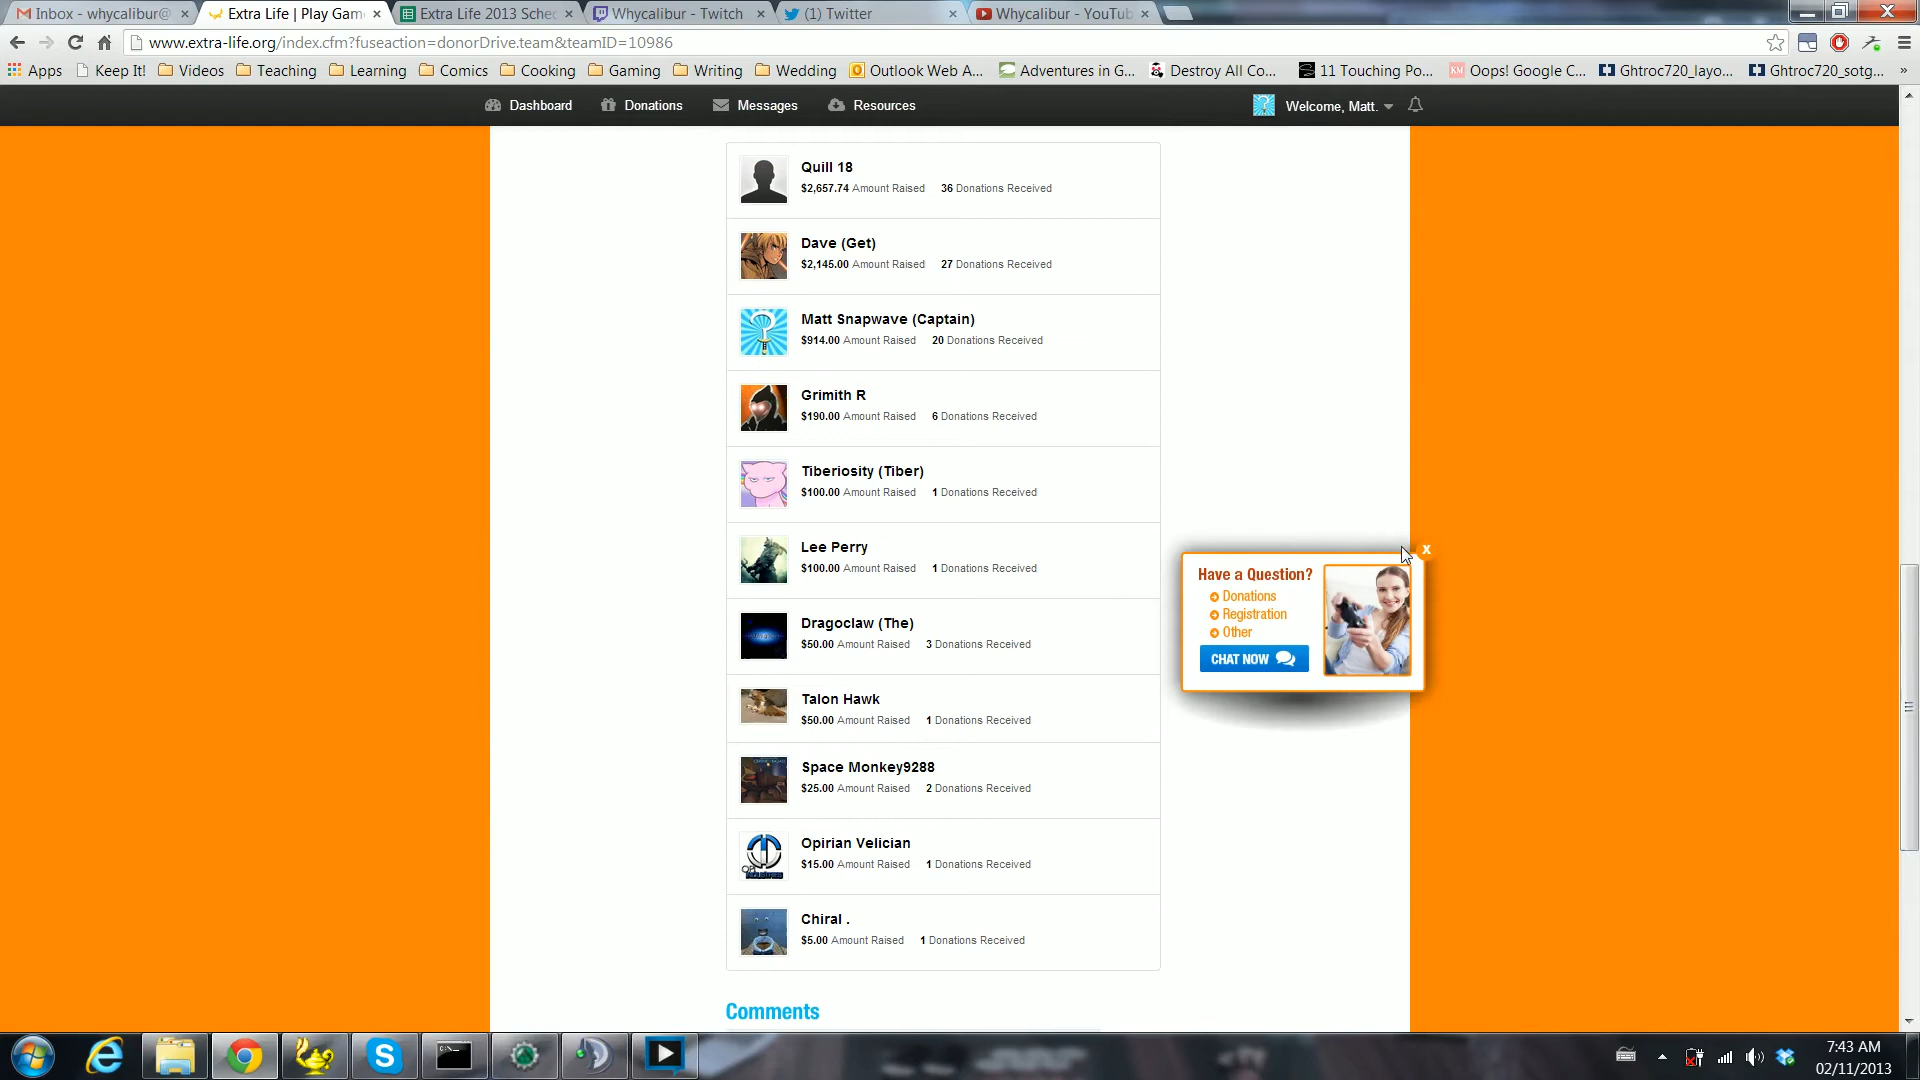 Inbox - whycalibur@
Extra Life | Play Gam
Extra Life 2013 Sche
Whycalibur - Twitch
(1) Twitter
Whycalibur - YouTub
www.extra-life.org/index.cfm?fuseaction=donorDrive.team&teamID=10986
Apps
Keep It!
Videos
Teaching
Learning
Comics
Cooking
Gaming
Writing
Wedding
Outlook Web A...
Adventures in G...
Destroy All Co...
11 Touching Po...
KM Oops! Google C...
Ghtroc720_layo...
Ghtroc720_sotg...
»
Dashboard
Donations
Messages
Resources
Welcome, Matt.
Quill 18
$2,657.74 Amount Raised 36 Donations Received
Dave (Get)
$2,145.00 Amount Raised 27 Donations Received
Matt Snapwave (Captain)
$914.00 Amount Raised 20 Donations Received
Grimith R
$190.00 Amount Raised 6 Donations Received
Tiberiosity (Tiber)
$100.00 Amount Raised 1 Donations Received
Lee Perry
$100.00 Amount Raised 1 Donations Received
Dragoclaw (The)
$50.00 Amount Raised 3 Donations Received
Talon Hawk
$50.00 Amount Raised 1 Donations Received
Space Monkey9288
$25.00 Amount Raised 2 Donations Received
Opirian Velician
$15.00 Amount Raised 1 Donations Received
Chiral .
$5.00 Amount Raised 1 Donations Received
x
Have a Question?
Donations
Registration
Other
CHAT NOW
Comments
7:43 AM
02/11/2013